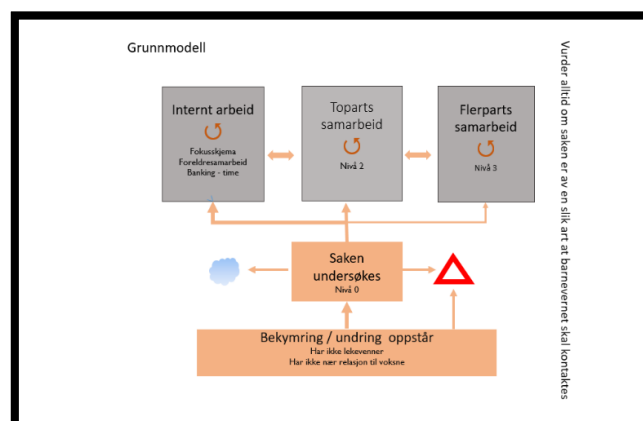 Grunnmodell
Internt arbeid
Fokusskjema
Foreldresamarbeid
Banking - time
Toparts
samarbeid
Nivå 2
Flerparts
samarbeid
Nivå 3
Saken
undersøkes
Nivå 0
Bekymring / undring oppstår
Har ikke lekevenner
Har ikke nær relasjon til voksne
Vurder alltid om saken er av en slik art at barnevernet skal kontaktes